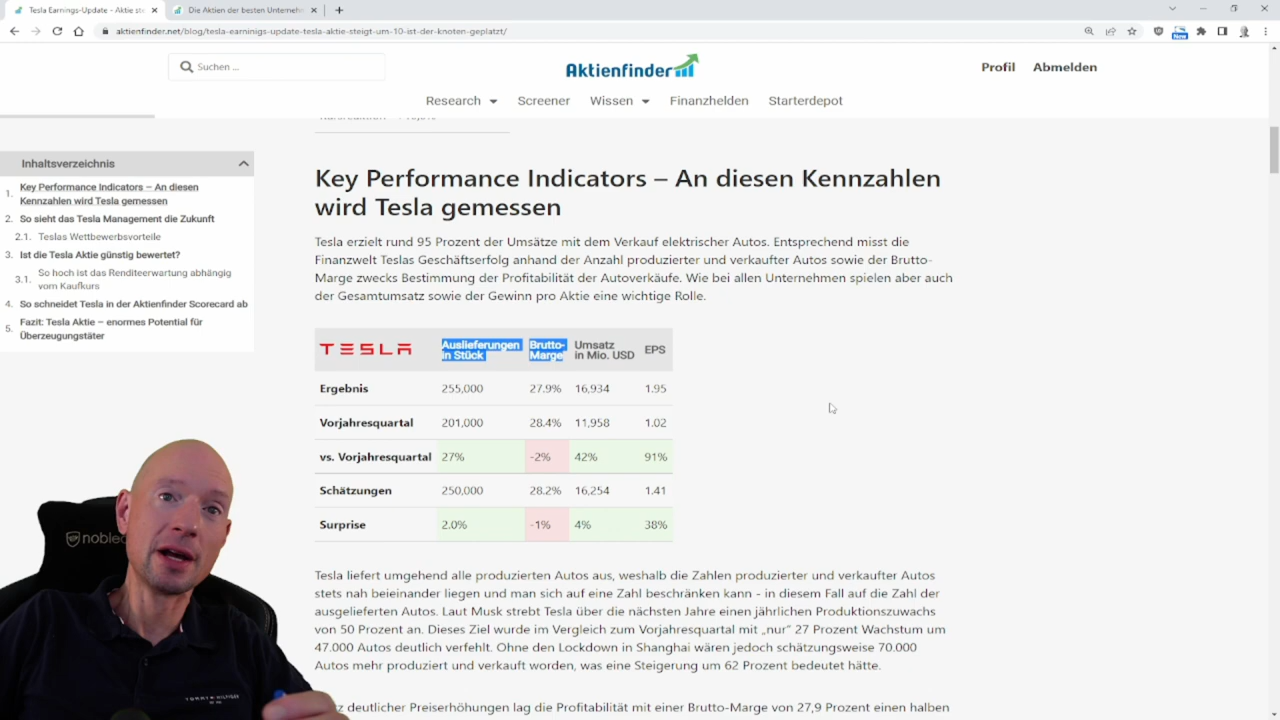 Tesla Earnings-Update - Aktie ste
Die Aktien der besten Unternehm
aktienfinder.net/blog/tesla-earnings-update-tesla-aktie-steigt-um-10-ist-der-knoten-geplatzt/
New
Suchen ...
Aktienfinder
Profil Abmelden
Research Screener Wissen Finanzhelden Starterdepot
Inhaltsverzeichnis
1. Key Performance Indicators – An diesen
Kennzahlen wird Tesla gemessen
2. So sieht das Tesla Management die Zukunft
2.1. Teslas Wettbewerbsvorteile
3. Ist die Tesla Aktie günstig bewertet?
3.1. So hoch ist das Renditeerwartung abhängig
vom Kaufkurs
4. So schneidet Tesla in der Aktienfinder Scorecard ab
5. Fazit: Tesla Aktie – enormes Potential für
Überzeugungstäter
Key Performance Indicators – An diesen Kennzahlen
wird Tesla gemessen
Tesla erzielt rund 95 Prozent der Umsätze mit dem Verkauf elektrischer Autos. Entsprechend misst die
Finanzwelt Teslas Geschäftserfolg anhand der Anzahl produzierter und verkaufter Autos sowie der Brutto-
Marge zwecks Bestimmung der Profitabilität der Autoverkäufe. Wie bei allen Unternehmen spielen aber auch
der Gesamtumsatz sowie der Gewinn pro Aktie eine wichtige Rolle.
TESLA Auslieferungen in Stück Brutto-Marge Umsatz in Mio. USD EPS
Ergebnis 255,000 27.9% 16,934 1.95
Vorjahresquartal 201,000 28.4% 11,958 1.02
vs. Vorjahresquartal 27% -2% 42% 91%
Schätzungen 250,000 28.2% 16,254 1.41
Surprise 2.0% -1% 4% 38%
Tesla liefert umgehend alle produzierten Autos aus, weshalb die Zahlen produzierter und verkaufter Autos
stets nah beieinander liegen und man sich auf eine Zahl beschränken kann - in diesem Fall auf die Zahl der
ausgelieferten Autos. Laut Musk strebt Tesla über die nächsten Jahre einen jährlichen Produktionszuwachs
von 50 Prozent an. Dieses Ziel wurde im Vergleich zum Vorjahresquartal mit „nur" 27 Prozent Wachstum um
47.000 Autos deutlich verfehlt. Ohne den Lockdown in Shanghai wären jedoch schätzungsweise 70.000
Autos mehr produziert und verkauft worden, was eine Steigerung um 62 Prozent bedeutet hätte.
deutlicher Preiserhöhungen lag die Profitabilität mit einer Brutto-Marge von 27,9 Prozent einen halben
noblec
TOMMY HILFIGER